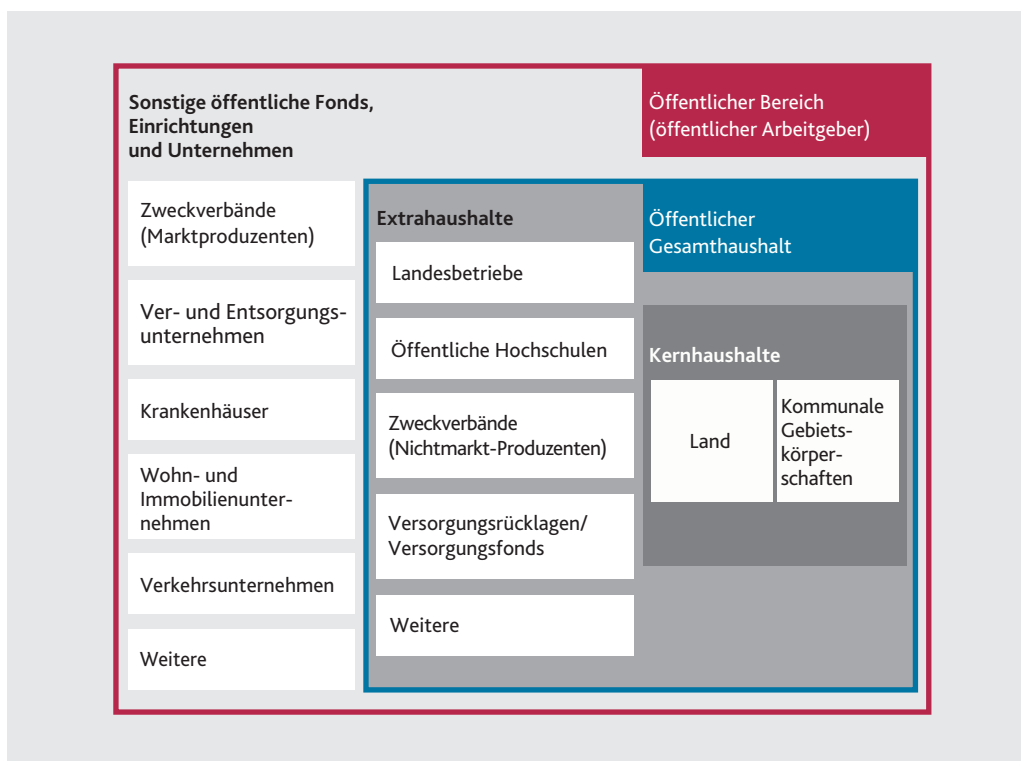 Sonstige öffentliche Fonds,
Einrichtungen
und Unternehmen
Öffentlicher Bereich
(öffentlicher Arbeitgeber)
Zweckverbände
(Marktproduzenten)
Ver- und Entsorgungs-
unternehmen
Krankenhäuser
Wohn- und
Immobilienunter-
nehmen
Verkehrsunternehmen
Weitere
Extrahaushalte
Landesbetriebe
Öffentliche Hochschulen
Zweckverbände
(Nichtmarkt-Produzenten)
Versorgungsrücklagen/
Versorgungsfonds
Weitere
Öffentlicher
Gesamthaushalt
Kernhaushalte
Land
Kommunale
Gebiets-
körper-
schaften